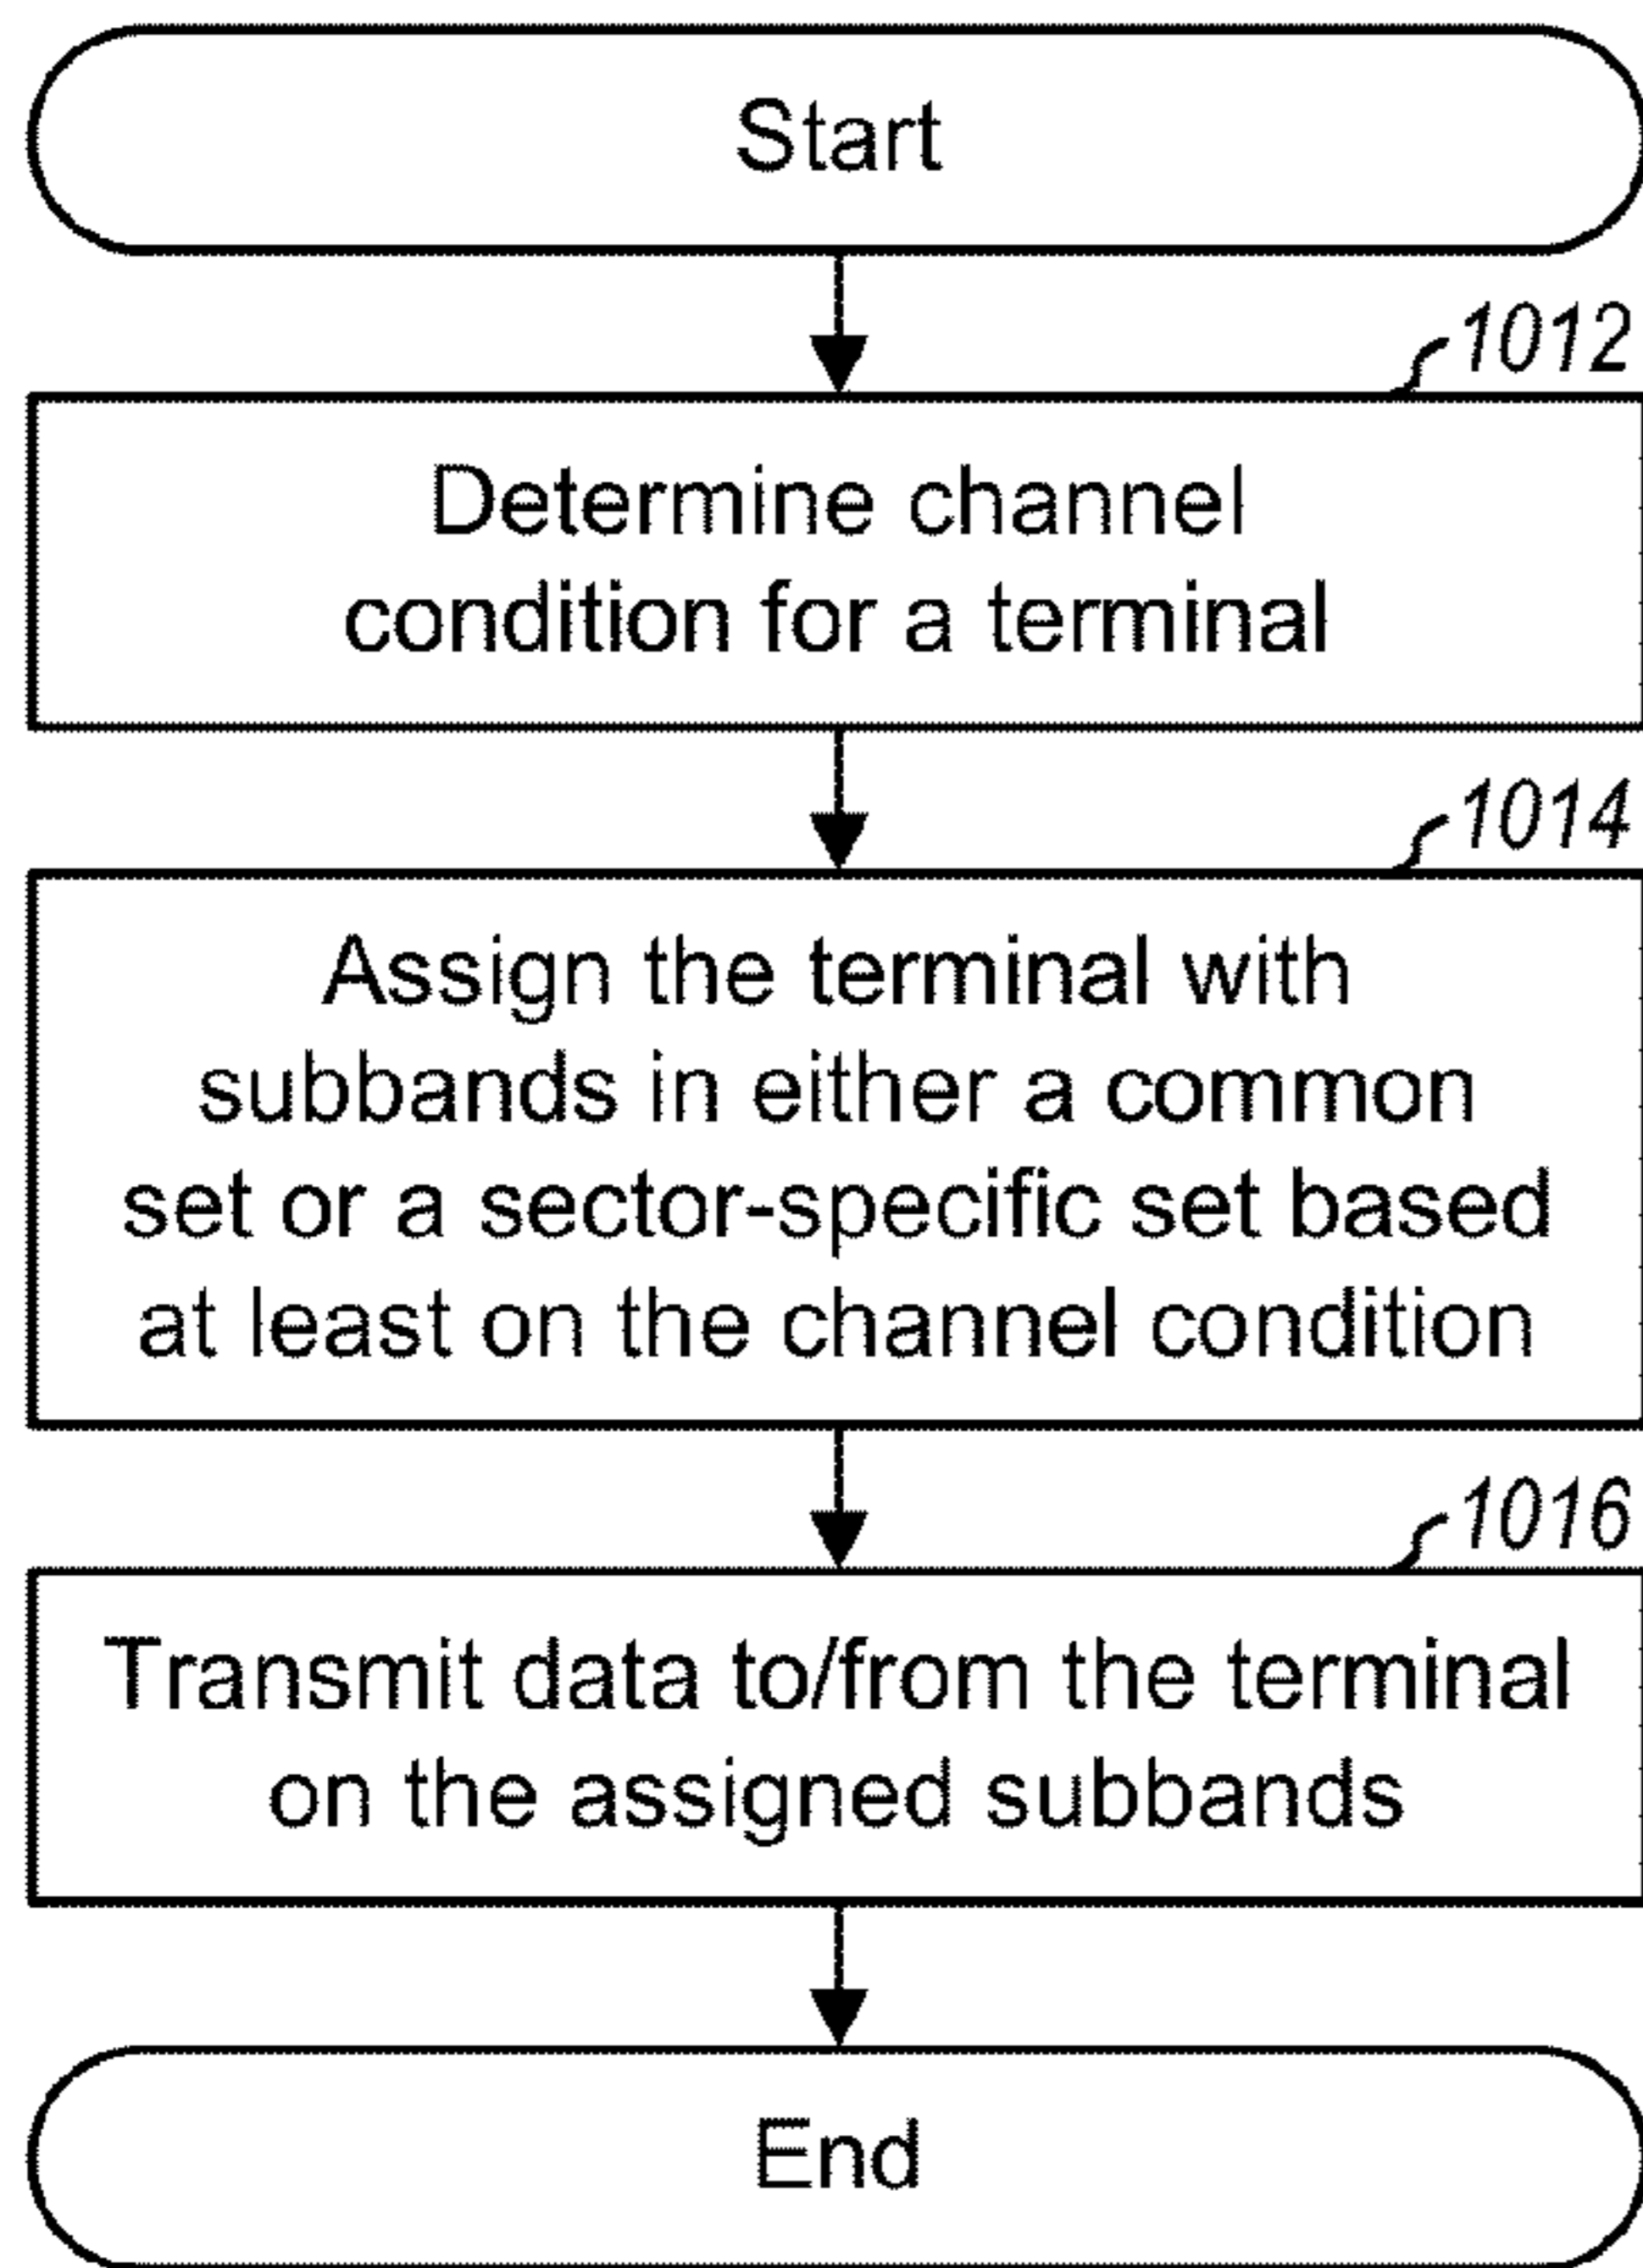 Start
1012
Determine channel
condition for a terminal
1014
Assign the terminal with
subbands in either a common
set or a sector-specific set based
at least on the channel condition
1016
Transmit data to/from the terminal
on the assigned subbands
End